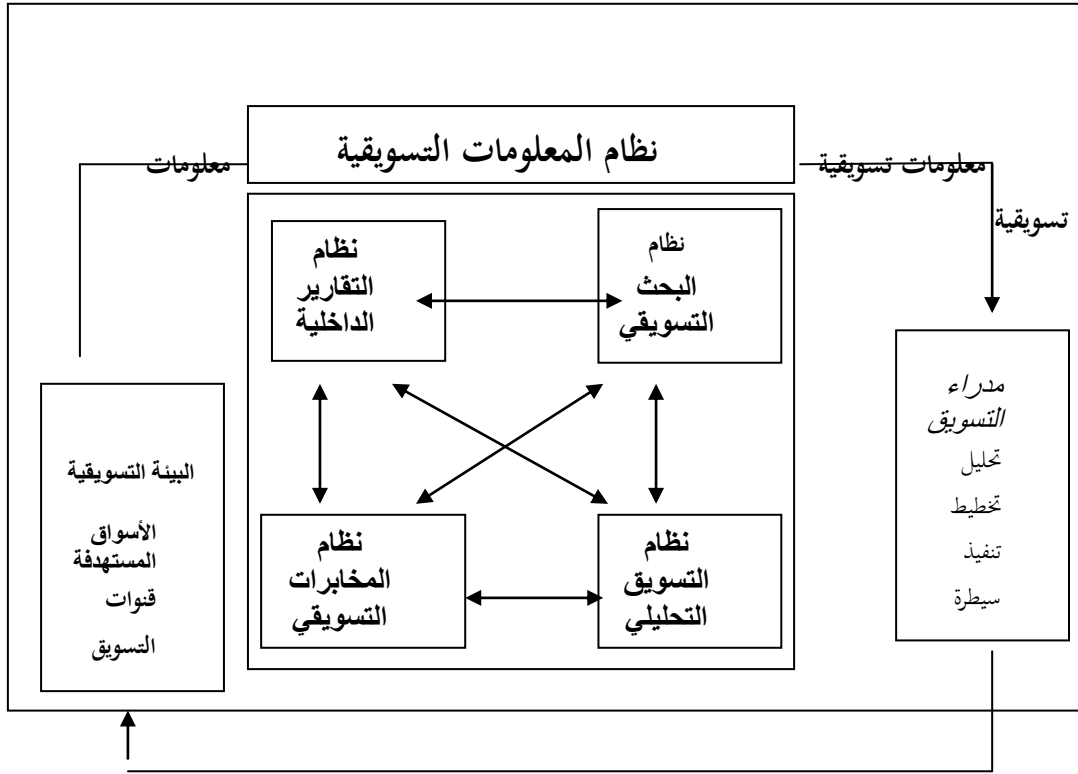 نظام المعلومات التسويقية
معلومات تسويقية
تسويقية
معلومات
نظام
البحث
التسويقي
نظام
التقارير
الداخلية
نظام
التسويق
التحليلي
نظام
المخابرات
التسويقي
مدراء
التسويق
تحليل
تخطيط
تنفيذ
سيطرة
البيئة التسويقية
الأسواق
المستهدفة
قنوات
التسويق